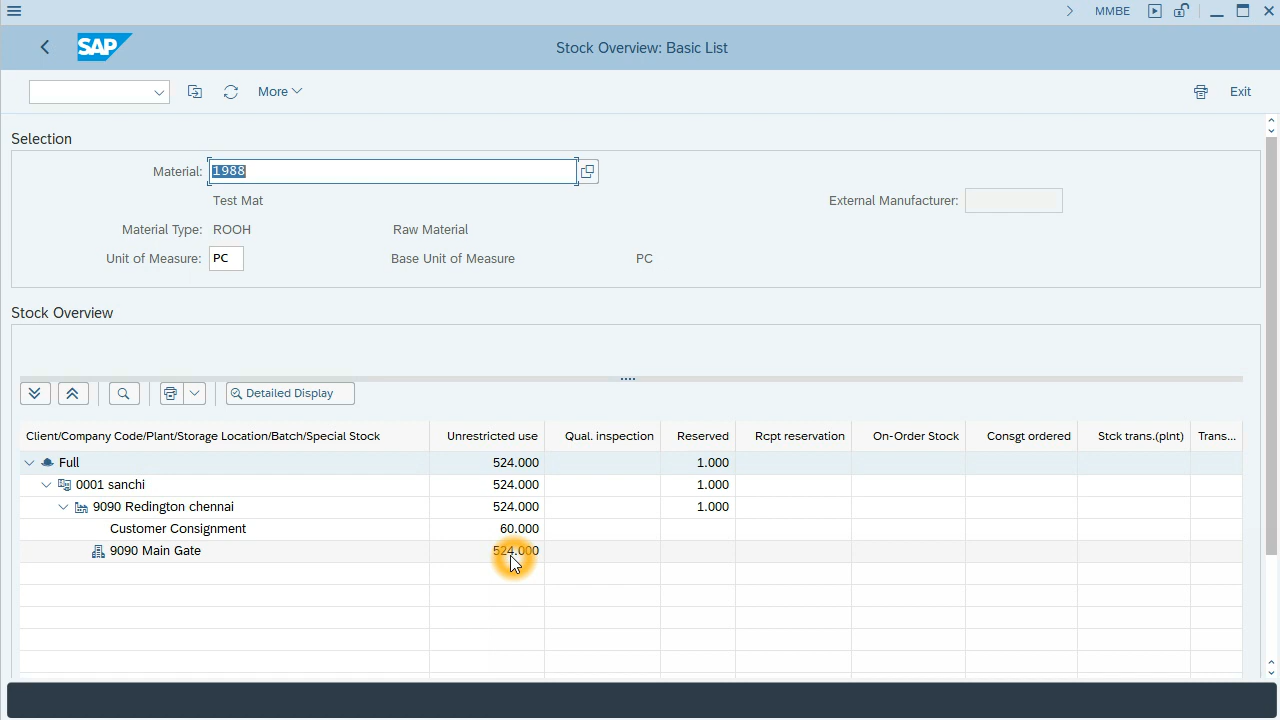 MMBE
SAP
Stock Overview: Basic List
More
Exit
Selection
Material: 1988
Test Mat
External Manufacturer:
Material Type: ROOH Raw Material
Unit of Measure: PC Base Unit of Measure PC
Stock Overview
Detailed Display
Client/Company Code/Plant/Storage Location/Batch/Special Stock Unrestricted use Qual. inspection Reserved Rcpt reservation On-Order Stock Consgt ordered Stck trans.(plnt) Trans...
Full 524.000 1.000
0001 sanchi 524.000 1.000
9090 Redington chennai 524.000 1.000
Customer Consignment 60.000
9090 Main Gate 524.000